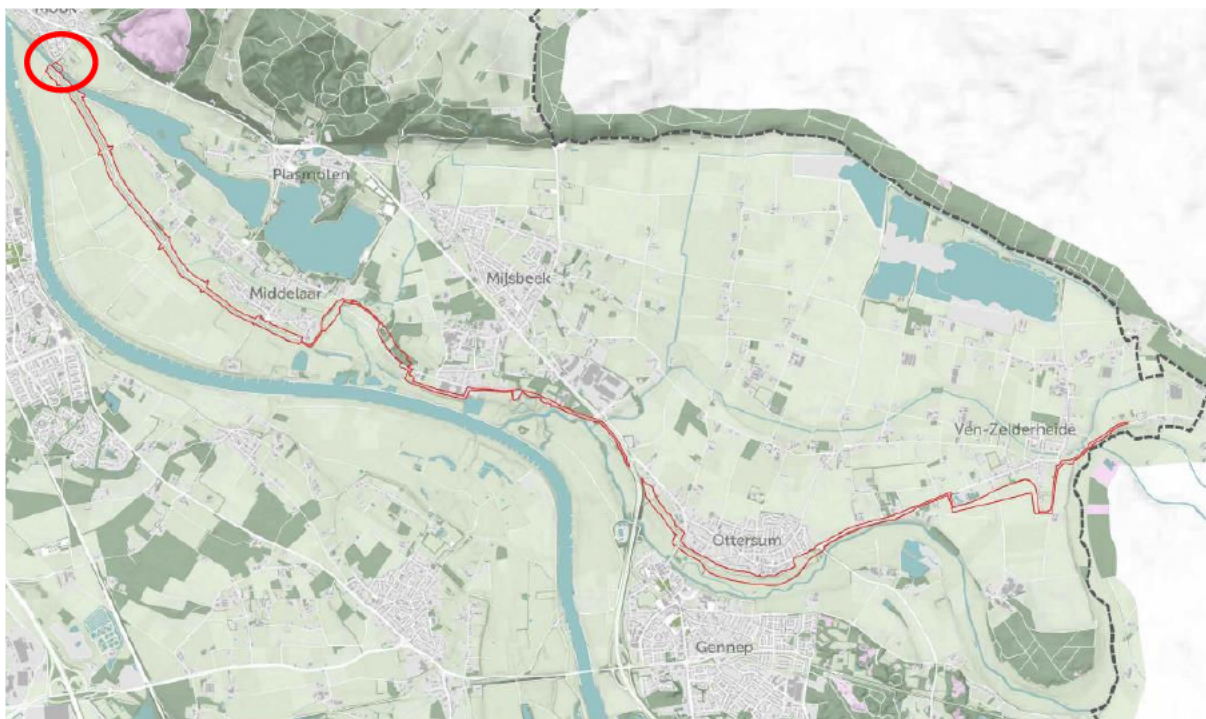 Plasmolen
Milsbeek
Middelaar
Ven-Zelderheide
Ottersum
Gennep